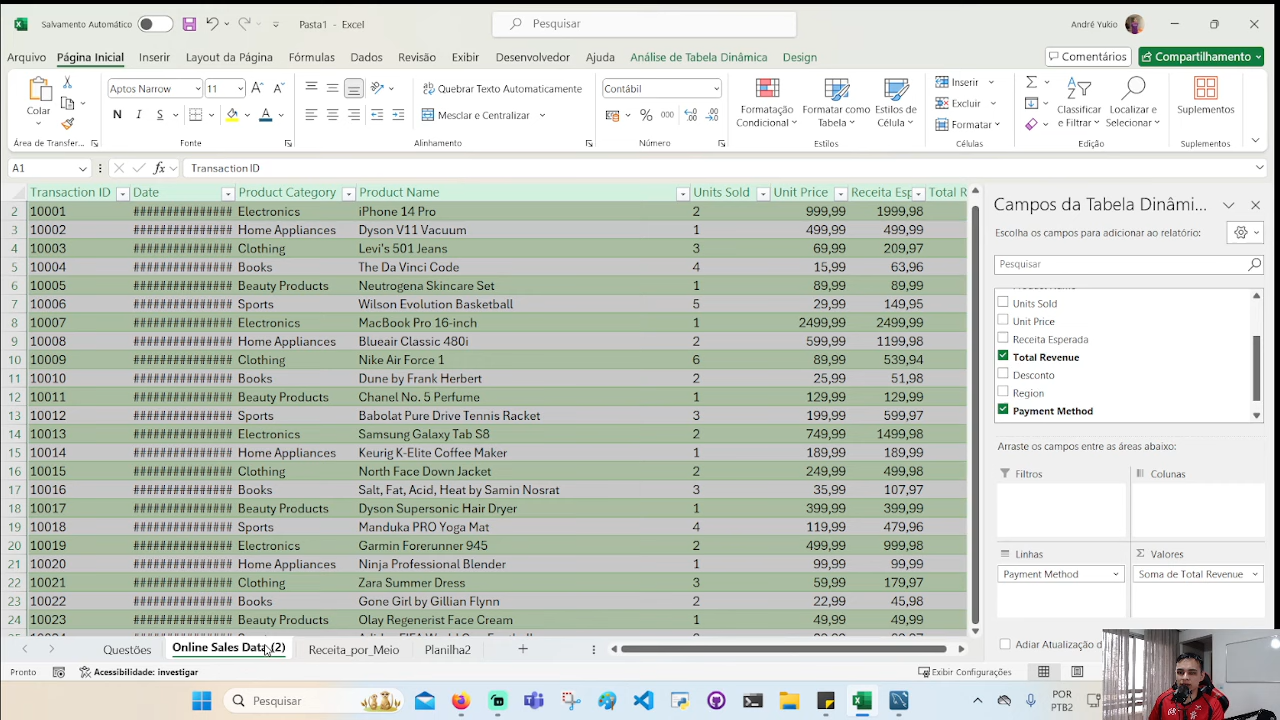 Salvamento Automático
Pasta1 - Excel
Pesquisar
André Yukio
Arquivo Página Inicial Inserir Layout da Página Fórmulas Dados Revisão Exibir Desenvolvedor Ajuda Análise de Tabela Dinâmica Design
Comentários Compartilhamento
Colar
Aptos Narrow 11
N I S
Quebrar Texto Automaticamente
Mesclar e Centralizar
Contábil
% 000
Formatação Condicional
Formatar como Tabela
Estilos de Célula
Inserir
Excluir
Formatar
Classificar e Filtrar
Localizar e Selecionar
Suplementos
Área de Transfer... Fonte Alinhamento Número Estilos Células Edição Suplementos
A1 fx Transaction ID
Transaction ID Date Product Category Product Name Units Sold Unit Price Receita Esp Total R
2 10001 ############### Electronics iPhone 14 Pro 2 999,99 1999,98
3 10002 ############### Home Appliances Dyson V11 Vacuum 1 499,99 499,99
4 10003 ############### Clothing Levi's 501 Jeans 3 69,99 209,97
5 10004 ############### Books The Da Vinci Code 4 15,99 63,96
6 10005 ############### Beauty Products Neutrogena Skincare Set 1 89,99 89,99
7 10006 ############### Sports Wilson Evolution Basketball 5 29,99 149,95
8 10007 ############### Electronics MacBook Pro 16-inch 1 2499,99 2499,99
9 10008 ############### Home Appliances Blueair Classic 480i 2 599,99 1199,98
10 10009 ############### Clothing Nike Air Force 1 6 89,99 539,94
11 10010 ############### Books Dune by Frank Herbert 2 25,99 51,98
12 10011 ############### Beauty Products Chanel No. 5 Perfume 1 129,99 129,99
13 10012 ############### Sports Babolat Pure Drive Tennis Racket 3 199,99 599,97
14 10013 ############### Electronics Samsung Galaxy Tab S8 2 749,99 1499,98
15 10014 ############### Home Appliances Keurig K-Elite Coffee Maker 1 189,99 189,99
16 10015 ############### Clothing North Face Down Jacket 2 249,99 499,98
17 10016 ############### Books Salt, Fat, Acid, Heat by Samin Nosrat 3 35,99 107,97
18 10017 ############### Beauty Products Dyson Supersonic Hair Dryer 1 399,99 399,99
19 10018 ############### Sports Manduka PRO Yoga Mat 4 119,99 479,96
20 10019 ############### Electronics Garmin Forerunner 945 2 499,99 999,98
21 10020 ############### Home Appliances Ninja Professional Blender 1 99,99 99,99
22 10021 ############### Clothing Zara Summer Dress 3 59,99 179,97
23 10022 ############### Books Gone Girl by Gillian Flynn 2 22,99 45,98
24 10023 ############### Beauty Products Olay Regenerist Face Cream 1 49,99 49,99
Campos da Tabela Dinâmi...
Escolha os campos para adicionar ao relatório:
Pesquisar
Units Sold
Unit Price
Receita Esperada
Total Revenue
Desconto
Region
Payment Method
Arraste os campos entre as áreas abaixo:
Filtros Colunas
Linhas Σ Valores
Payment Method Soma de Total Revenue
Adiar Atualização d
Questões Online Sales Data (2) Receita_por_Meio Planilha2
Pronto Acessibilidade: investigar Exibir Configurações
Pesquisar
POR
PTB2